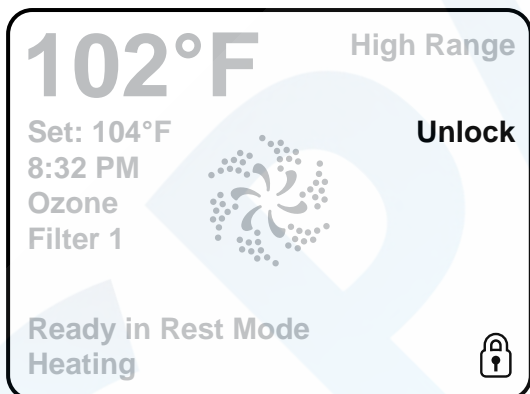 102°F
High Range
Set: 104°F
Unlock
8:32 PM
Ozone
Filter 1
Ready in Rest Mode
Heating